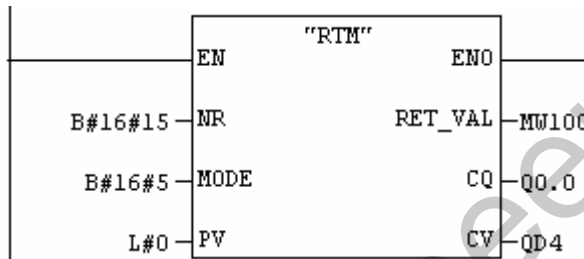 "RTM"
EN ENO
B#16#15 NR RET_VAL MW100
B#16#5 MODE CQ Q0.0
L#0 PV CV QD4